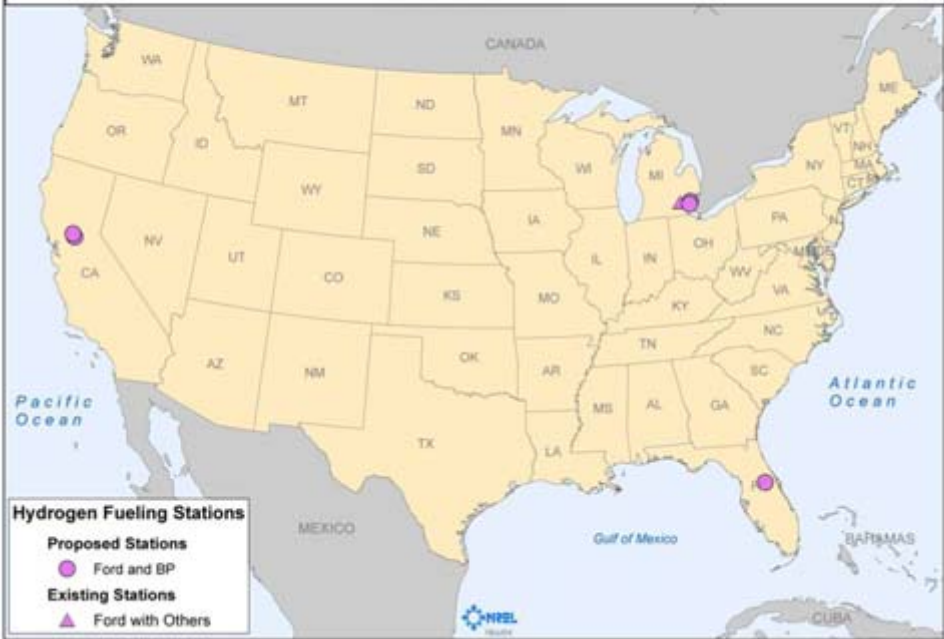 CANADA
WA
MT
ND
MN
ME
OR
ID
VT
NH
WI
MI
NY
MA
SD
WY
CT
IA
PA
NE
NV
OH
UT
IL
IN
CA
CO
WV
VA
KS
MO
KY
NC
TN
OK
AZ
NM
AR
SC
Pacific
Ocean
Atlantic
Ocean
MS
AL
GA
TX
LA
Hydrogen Fueling Stations
Proposed Stations
Ford and BP
Existing Stations
Ford with Others
MEXICO
Gulf of Mexico
BAHAMAS
NREL
CUBA